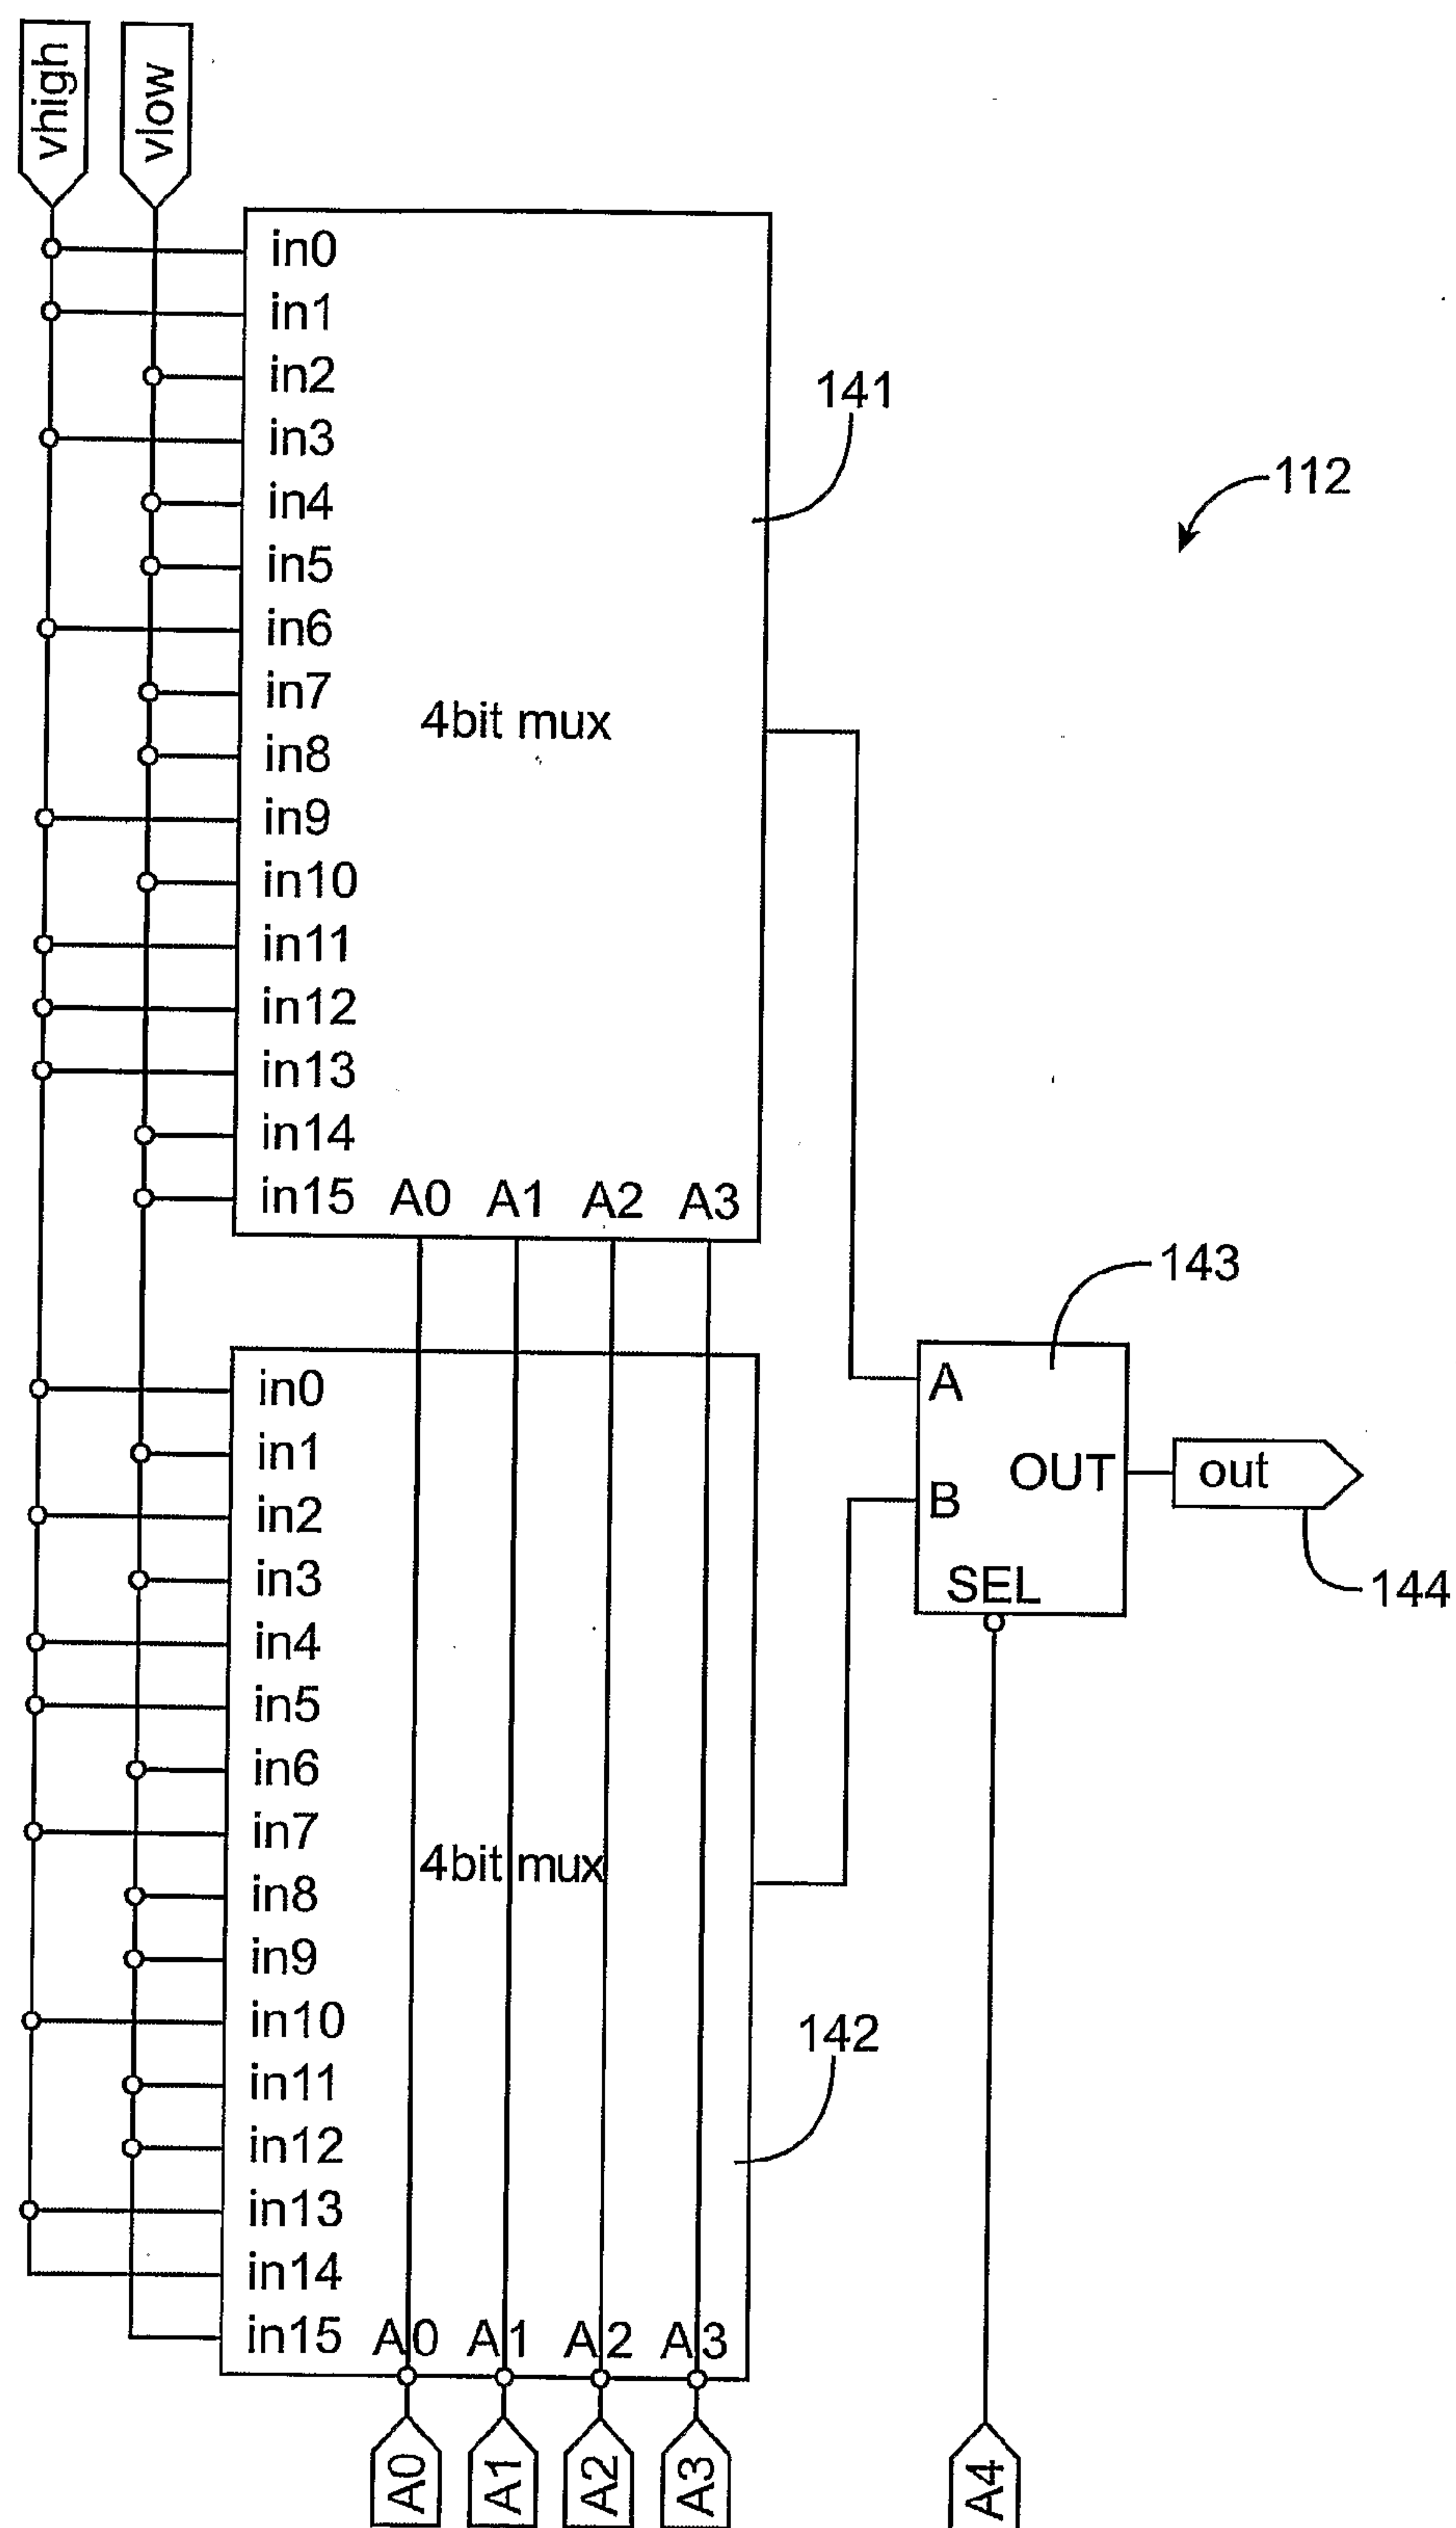 vhigh
vlow
in0
in1
in2
in3
in4
in5
in6
in7
in8
in9
in10
in11
in12
in13
in14
in15 A0 A1 A2 A3
4bit mux
141
112
in0
in1
in2
in3
in4
in5
in6
in7
in8
in9
in10
in11
in12
in13
in14
in15 A0 A1 A2 A3
4bit mux
142
143
A
B
OUT
SEL
out
144
A0
A1
A2
A3
A4